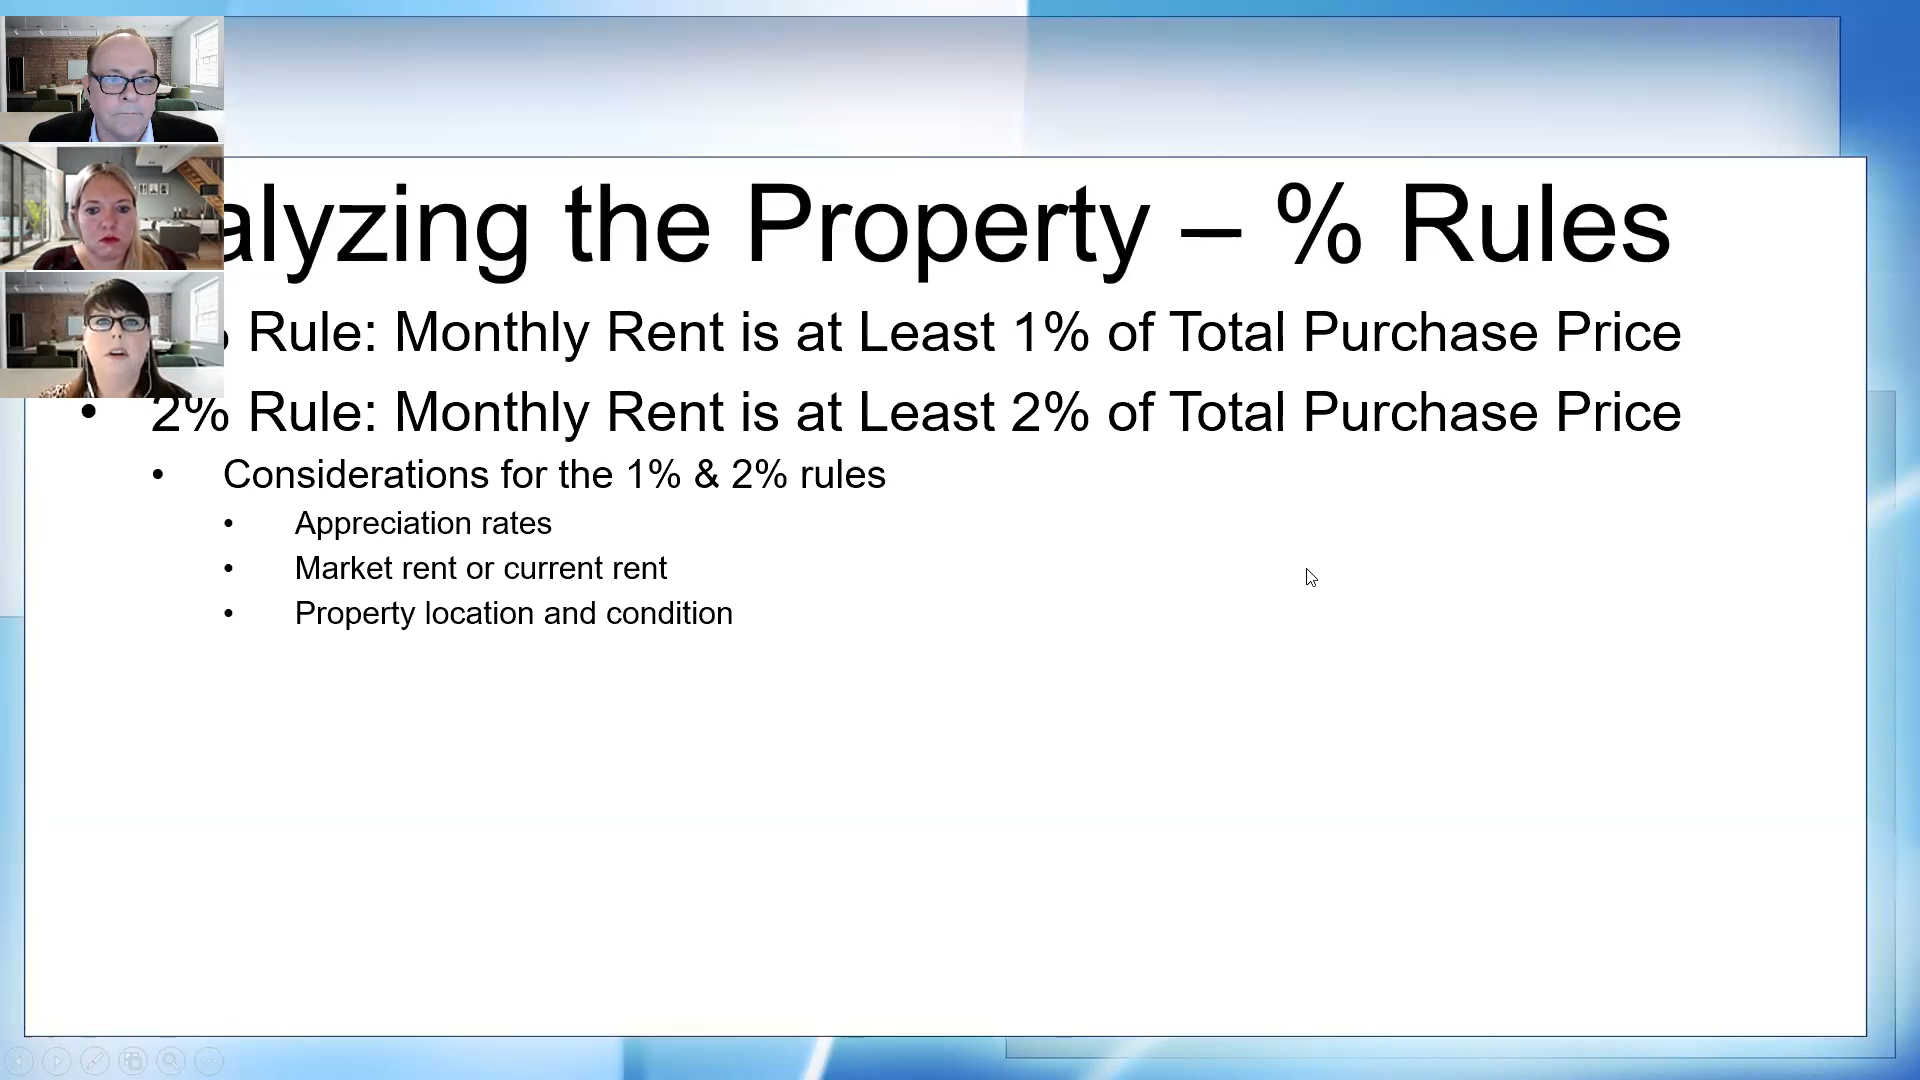 alyzing the Property – % Rules
Rule: Monthly Rent is at Least 1% of Total Purchase Price
• 2% Rule: Monthly Rent is at Least 2% of Total Purchase Price
• Considerations for the 1% & 2% rules
• Appreciation rates
• Market rent or current rent
• Property location and condition